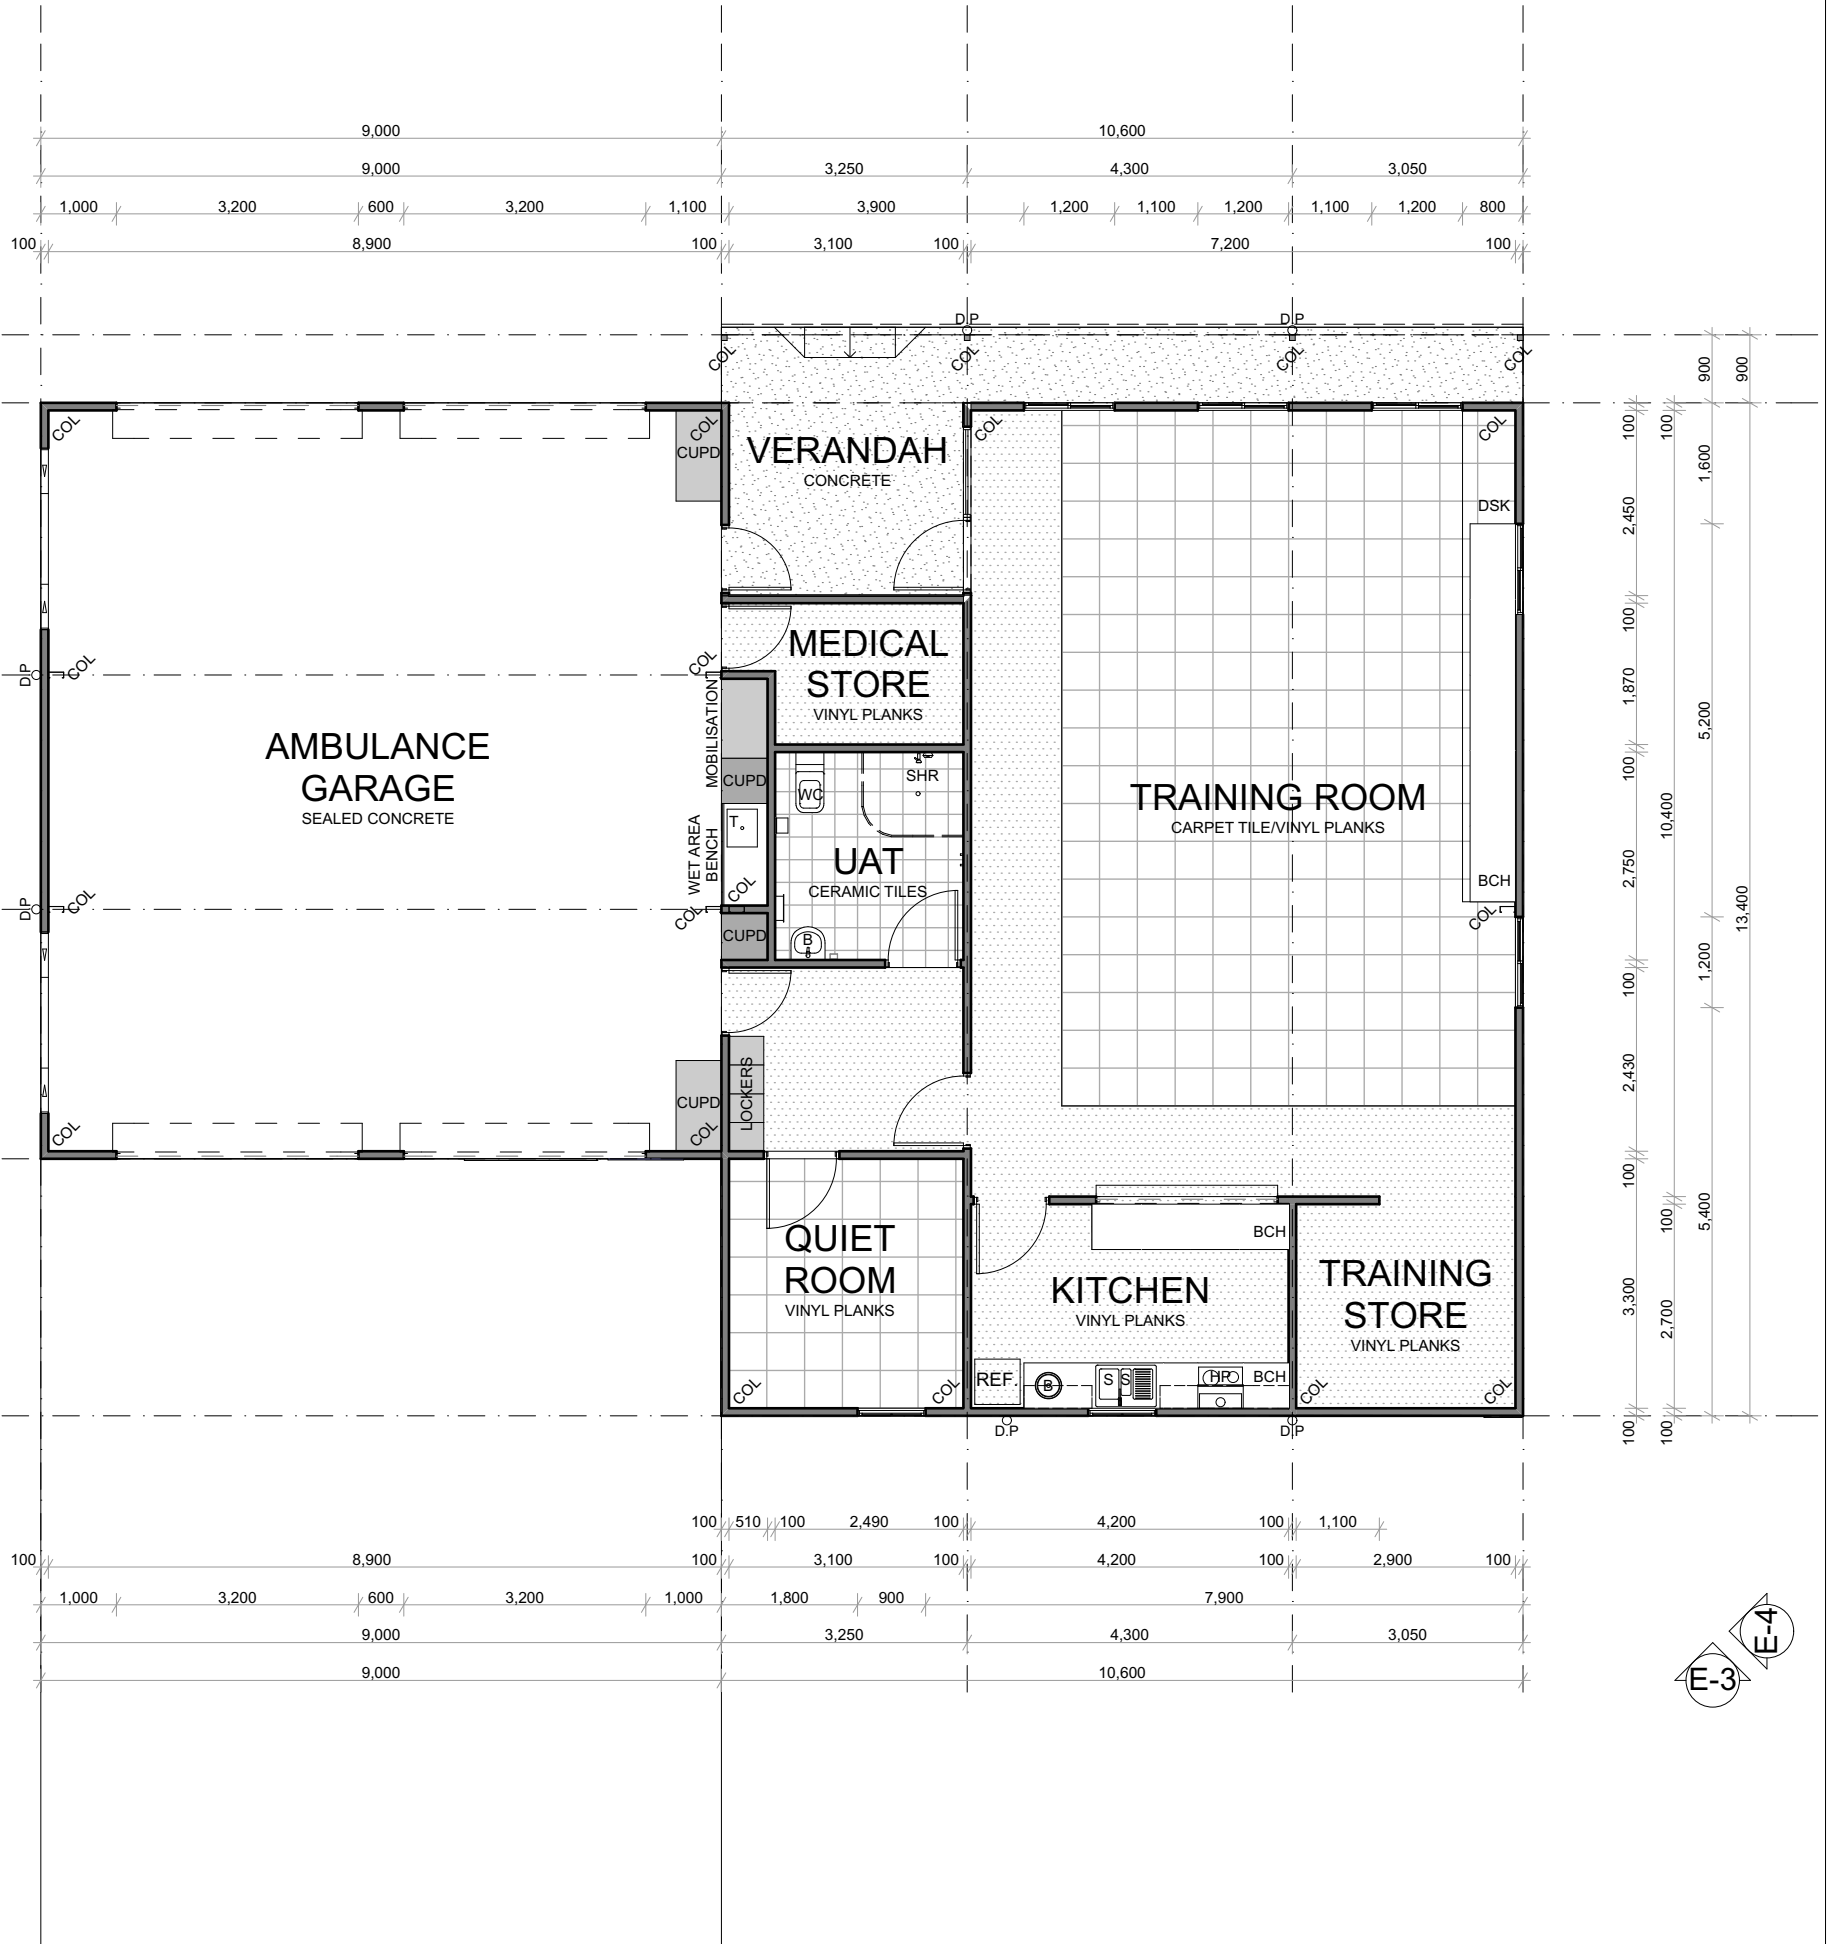 9,000 10,600
9,000 3,250 4,300 3,050
1,000 3,200 600 3,200 1,100 3,900 1,200 1,100 1,200 1,100 1,200 800
100 8,900 100 3,100 100 7,200 100
D.P D.P
COL COL COL COL
900 900
COL COL COL COL
CUPD
VERANDAH
CONCRETE
100 100
1,600
DSK
2,450
MEDICAL
STORE
VINYL PLANKS
100
D.P COL COL
MOBILISATION
1,870
5,200
AMBULANCE
GARAGE
SEALED CONCRETE
CUPD
WC
SHR
100
TRAINING ROOM
CARPET TILE/VINYL PLANKS
10,400
T
WET AREA
BENCH
UAT
CERAMIC TILES
2,750
BCH
COL
D.P COL COL COL
13,400
CUPD
B
1,200
100
CUPD
LOCKERS
2,430
COL COL
100
QUIET
ROOM
VINYL PLANKS
BCH
100
5,400
KITCHEN
VINYL PLANKS
TRAINING
STORE
VINYL PLANKS
3,300
2,700
REF. B S S HP BCH
COL COL COL COL
D.P D.P
100 100
100 510 100 2,490 100 4,200 100 1,100
100 8,900 100 3,100 100 4,200 100 2,900 100
1,000 3,200 600 3,200 1,000 1,800 900 7,900
9,000 3,250 4,300 3,050
9,000 10,600
E-4
E-3